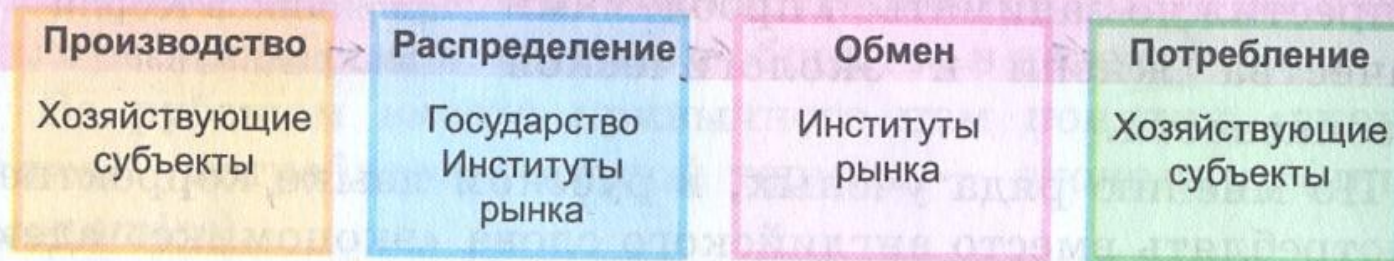 Производство
Хозяйствующие
субъекты
Распределение
Государство
Институты
рынка
Обмен
Институты
рынка
Потребление
Хозяйствующие
субъекты